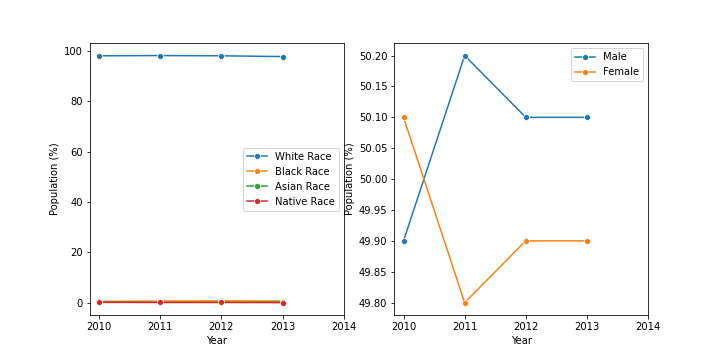 100
80
60
40
20
0
Population (%)
White Race
Black Race
Asian Race
Native Race
2010 2011 2012 2013 2014
Year
50.20
50.15
50.10
50.05
50.00
49.95
49.90
49.85
49.80
Population (%)
Male
Female
2010 2011 2012 2013 2014
Year